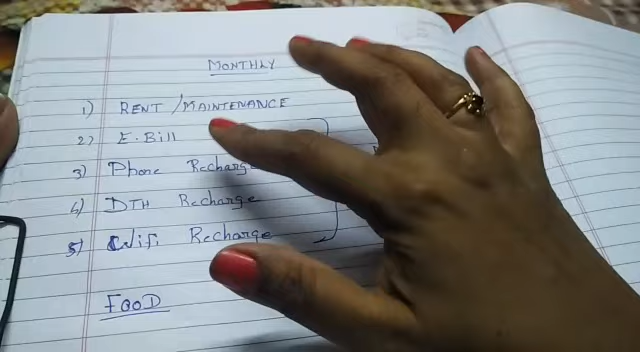 MONTHLY
1) RENT / MAINTENANCE
2) E. Bill
3) Phone Recharge
4) DTH Recharge
5) Wifi Recharge
FOOD